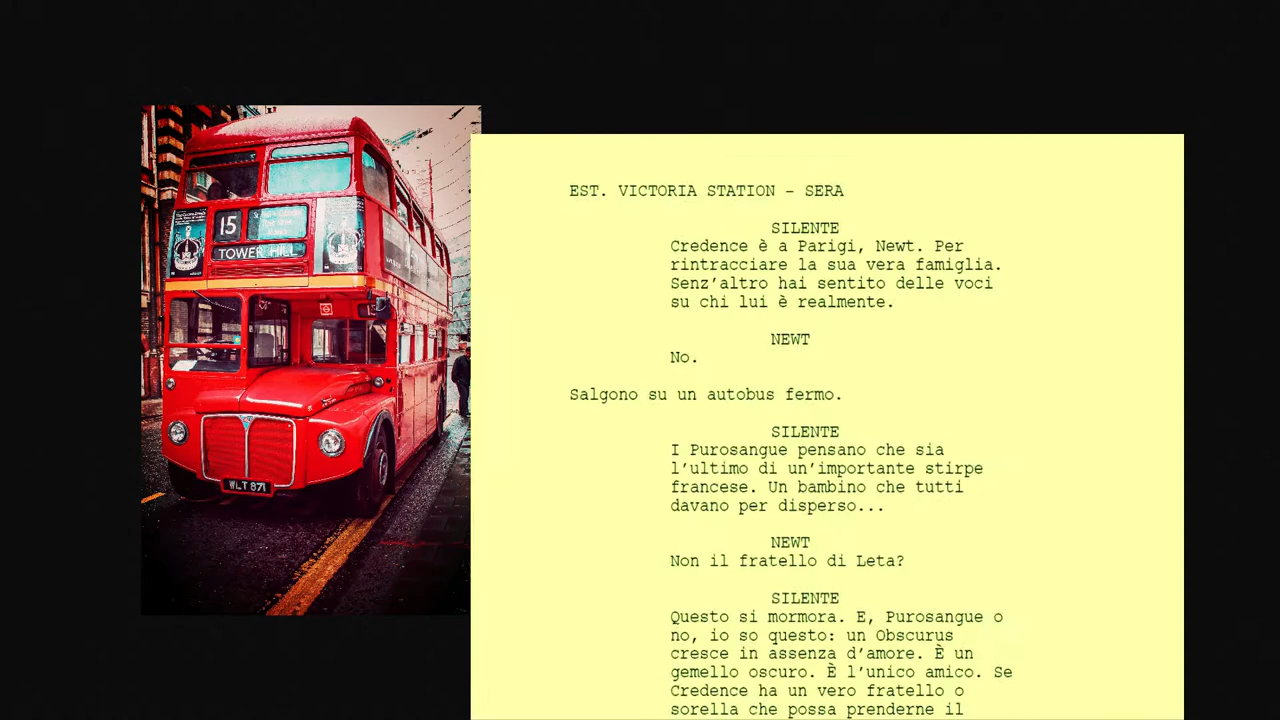 15
TOWER HILL
WLT 871
EST. VICTORIA STATION - SERA
SILENTE
Credence è a Parigi, Newt. Per
rintracciare la sua vera famiglia.
Senz'altro hai sentito delle voci
su chi lui è realmente.
NEWT
No.
Salgono su un autobus fermo.
SILENTE
I Purosangue pensano che sia
l'ultimo di un'importante stirpe
francese. Un bambino che tutti
davano per disperso...
NEWT
Non il fratello di Leta?
SILENTE
Questo si mormora. E, Purosangue o
no, io so questo: un Obscurus
cresce in assenza d'amore. È un
gemello oscuro. È l'unico amico. Se
Credence ha un vero fratello o
sorella che possa prenderne il